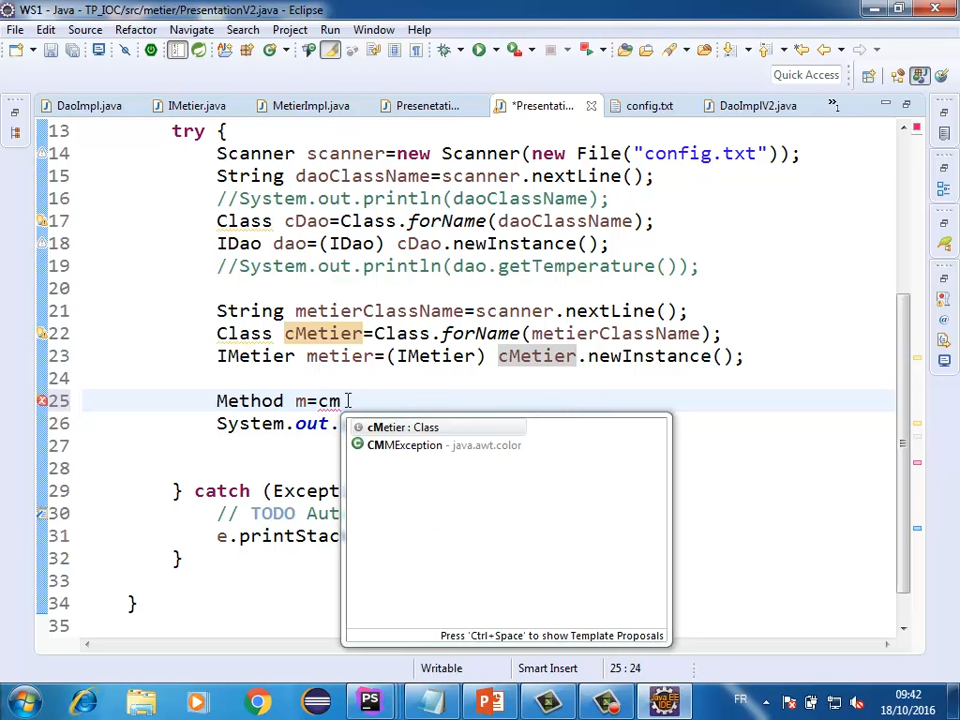 WS1 - Java - TP_IOC/src/metier/PresentationV2.java - Eclipse
File Edit Source Refactor Navigate Search Project Run Window Help
Quick Access
DaoImpl.java IMetier.java MetierImpl.java Presenetati... *Presentati... config.txt DaoImplV2.java »1
13 try {
14 Scanner scanner=new Scanner(new File("config.txt"));
15 String daoClassName=scanner.nextLine();
16 //System.out.println(daoClassName);
17 Class cDao=Class.forName(daoClassName);
18 IDao dao=(IDao) cDao.newInstance();
19 //System.out.println(dao.getTemperature());
20
21 String metierClassName=scanner.nextLine();
22 Class cMetier=Class.forName(metierClassName);
23 IMetier metier=(IMetier) cMetier.newInstance();
24
25 Method m=cm
26 System.out.
cMetier : Class
27
CMMException - java.awt.color
28
29 } catch (Except
30 // TODO Aut
31 e.printStac
32 }
33
34 }
35
Press 'Ctrl+Space' to show Template Proposals
Writable Smart Insert 25 : 24
FR 09:42
18/10/2016